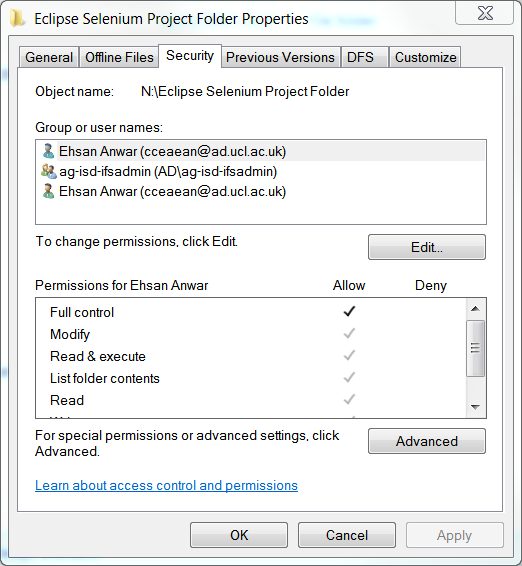 Eclipse Selenium Project Folder Properties
General Offline Files Security Previous Versions DFS Customize
Object name: N:\Eclipse Selenium Project Folder
Group or user names:
Ehsan Anwar (cceaean@ad.ucl.ac.uk)
ag-isd-ifsadmin (AD\ag-isd-ifsadmin)
Ehsan Anwar (cceaean@ad.ucl.ac.uk)
To change permissions, click Edit.
Edit...
Permissions for Ehsan Anwar Allow Deny
Full control
Modify
Read & execute
List folder contents
Read
For special permissions or advanced settings, click
Advanced.
Advanced
Learn about access control and permissions
OK Cancel Apply